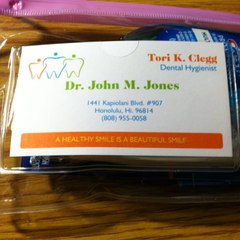 Tori K. Clegg
Dental Hygienist
Dr. John M. Jones
1441 Kapiolani Blvd. #907
Honolulu, Hi. 96814
(808) 955-0058
A HEALTHY SMILE IS A BEAUTIFUL SMILE